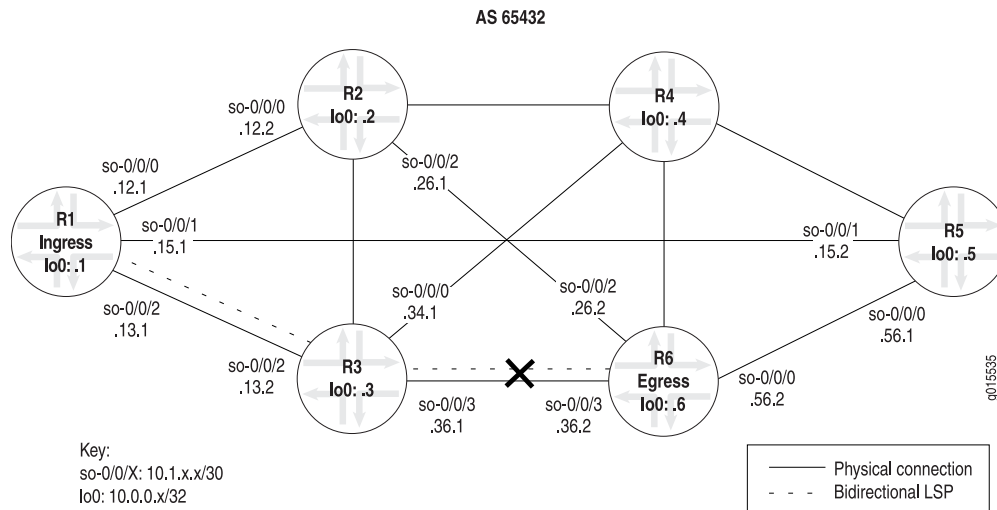 AS 65432
R2
lo0: .2
R4
lo0: .4
so-0/0/0
.12.2
so-0/0/2
.26.1
so-0/0/0
.12.1
R1
Ingress
lo0: .1
so-0/0/1
.15.1
so-0/0/1
.15.2
R5
lo0: .5
so-0/0/2
.13.1
so-0/0/0
.34.1
so-0/0/2
.26.2
so-0/0/0
.56.1
so-0/0/2
.13.2
R3
lo0: .3
R6
Egress
lo0: .6
so-0/0/0
.56.2
so-0/0/3
.36.1
so-0/0/3
.36.2
g015535
Key:
so-0/0/X: 10.1.x.x/30
lo0: 10.0.0.x/32
Physical connection
Bidirectional LSP